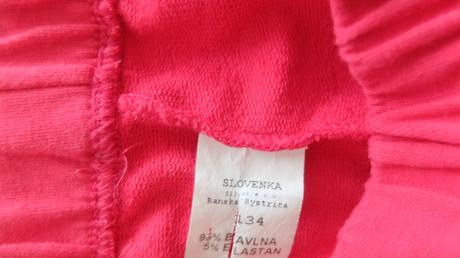 SLOVENKA
Banska Bystrica
134
BAVLNA
5% ELASTAN